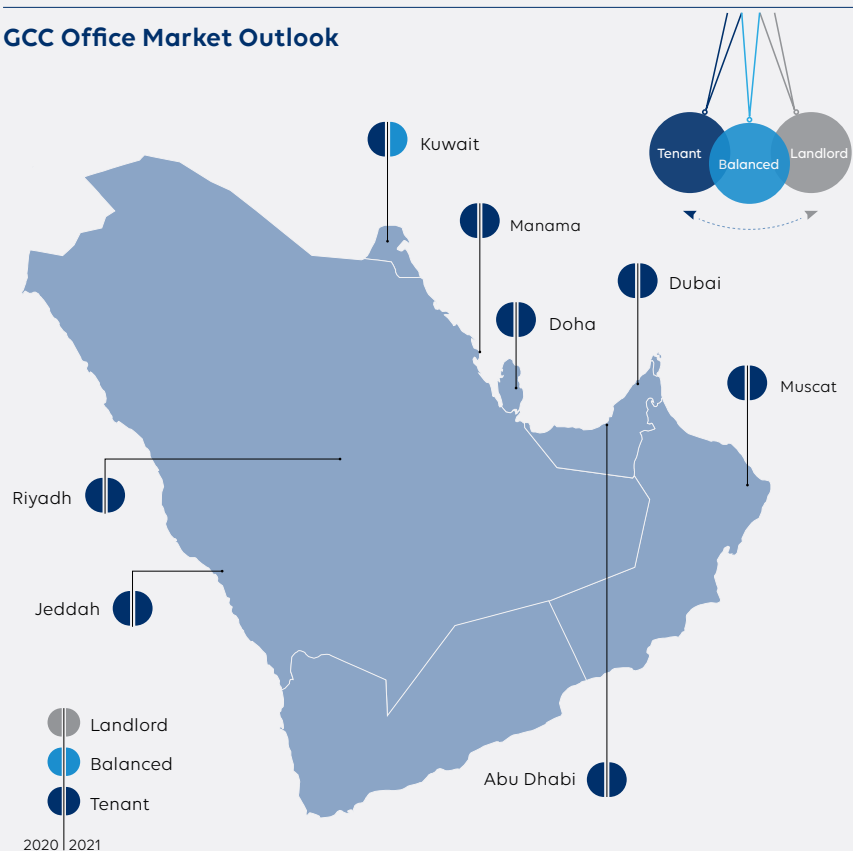 GCC Office Market Outlook
Tenant
Balanced
Landlord
Kuwait
Manama
Dubai
Doha
Muscat
Riyadh
Jeddah
Landlord
Balanced
Abu Dhabi
Tenant
2020 2021